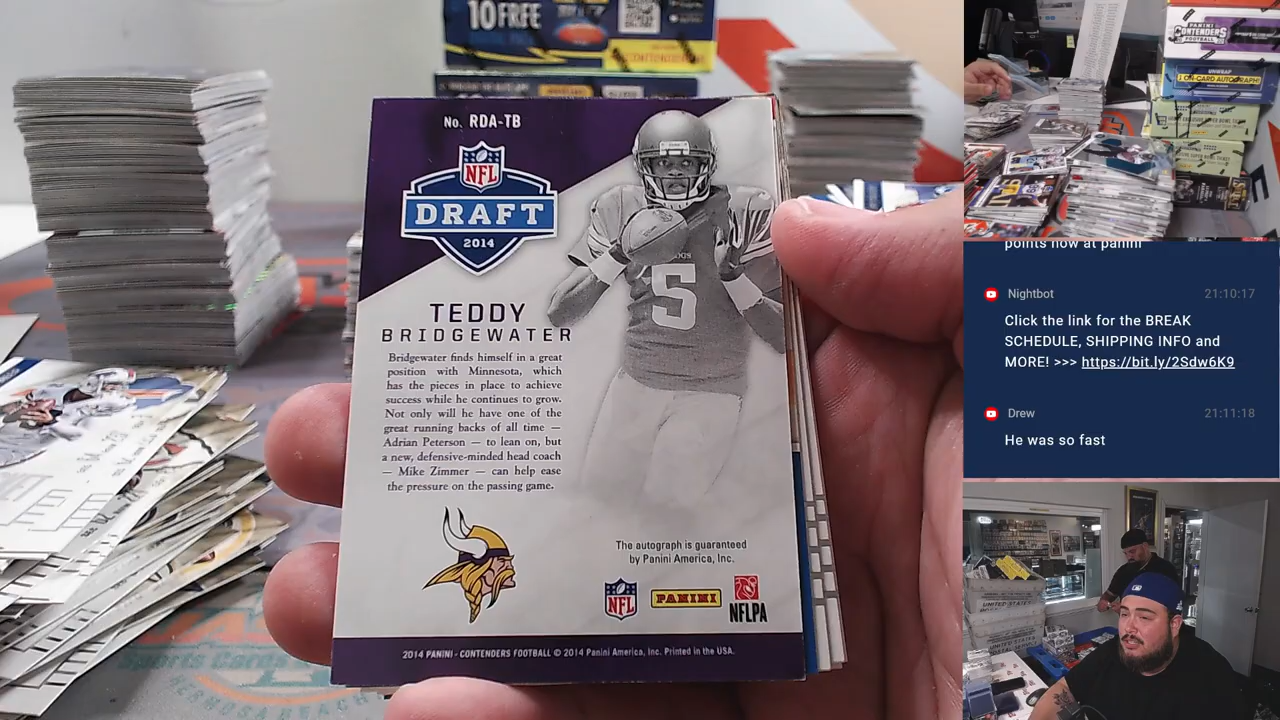 10 FREE
No. RDA-TB
NFL
DRAFT
2014
5
TEDDY
BRIDGEWATER
Bridgewater finds himself in a great
position with Minnesota, which
has the pieces in place to achieve
success while he continues to grow.
Not only will he have one of the
great running backs of all time —
Adrian Peterson — to lean on, but
a new, defensive-minded head coach
— Mike Zimmer — can help ease
the pressure on the passing game.
The autograph is guaranteed
by Panini America, Inc.
NFL
PANINI
NFLPA
2014 PANINI - CONTENDERS FOOTBALL © 2014 Panini America, Inc. Printed in the USA.
Sports Cards
PANINI
CONTENDERS
FOOTBALL
1 ON-CARD AUTOGRAPH!
points now at panini
Nightbot
21:10:17
Click the link for the BREAK
SCHEDULE, SHIPPING INFO and
MORE! >>> https://bit.ly/2Sdw6K9
Drew
21:11:18
He was so fast
UNITED STATES